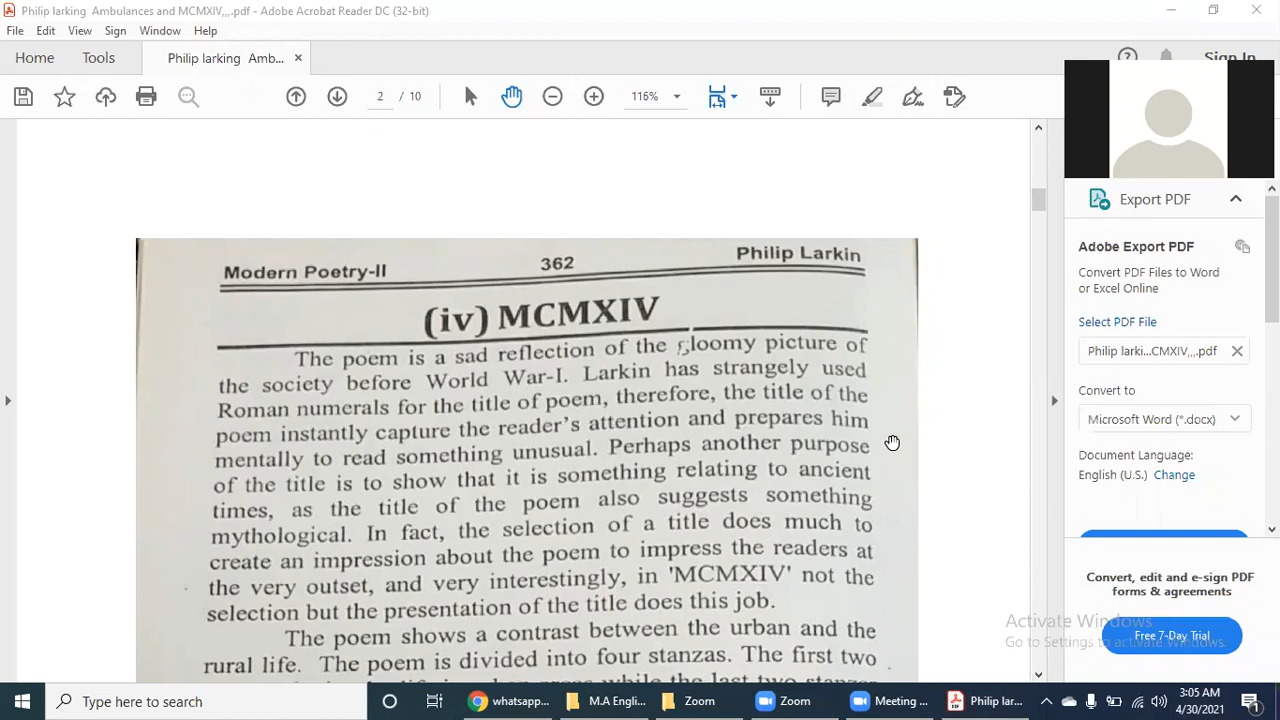 Philip larking Ambulances and MCMXIV,,,.pdf - Adobe Acrobat Reader DC (32-bit)
File Edit View Sign Window Help
Home Tools Philip larking Amb... Sign In
2 / 10 116%
Export PDF
Adobe Export PDF
Convert PDF Files to Word
or Excel Online
Select PDF File
Philip larki...CMXIV,,,.pdf
Convert to
Microsoft Word (*.docx)
Document Language:
English (U.S.) Change
Convert, edit and e-sign PDF
forms & agreements
Free 7-Day Trial
Activate Windows
Go to Settings to activate Windows.
Modern Poetry-II 362 Philip Larkin
(iv) MCMXIV
The poem is a sad reflection of the gloomy picture of
the society before World War-I. Larkin has strangely used
Roman numerals for the title of poem, therefore, the title of the
poem instantly capture the reader's attention and prepares him
mentally to read something unusual. Perhaps another purpose
of the title is to show that it is something relating to ancient
times, as the title of the poem also suggests something
mythological. In fact, the selection of a title does much to
create an impression about the poem to impress the readers at
the very outset, and very interestingly, in 'MCMXIV' not the
selection but the presentation of the title does this job.
The poem shows a contrast between the urban and the
rural life. The poem is divided into four stanzas. The first two
Type here to search
whatsapp... M.A Engli... Zoom Zoom Meeting ... Philip lar...
3:05 AM
4/30/2021